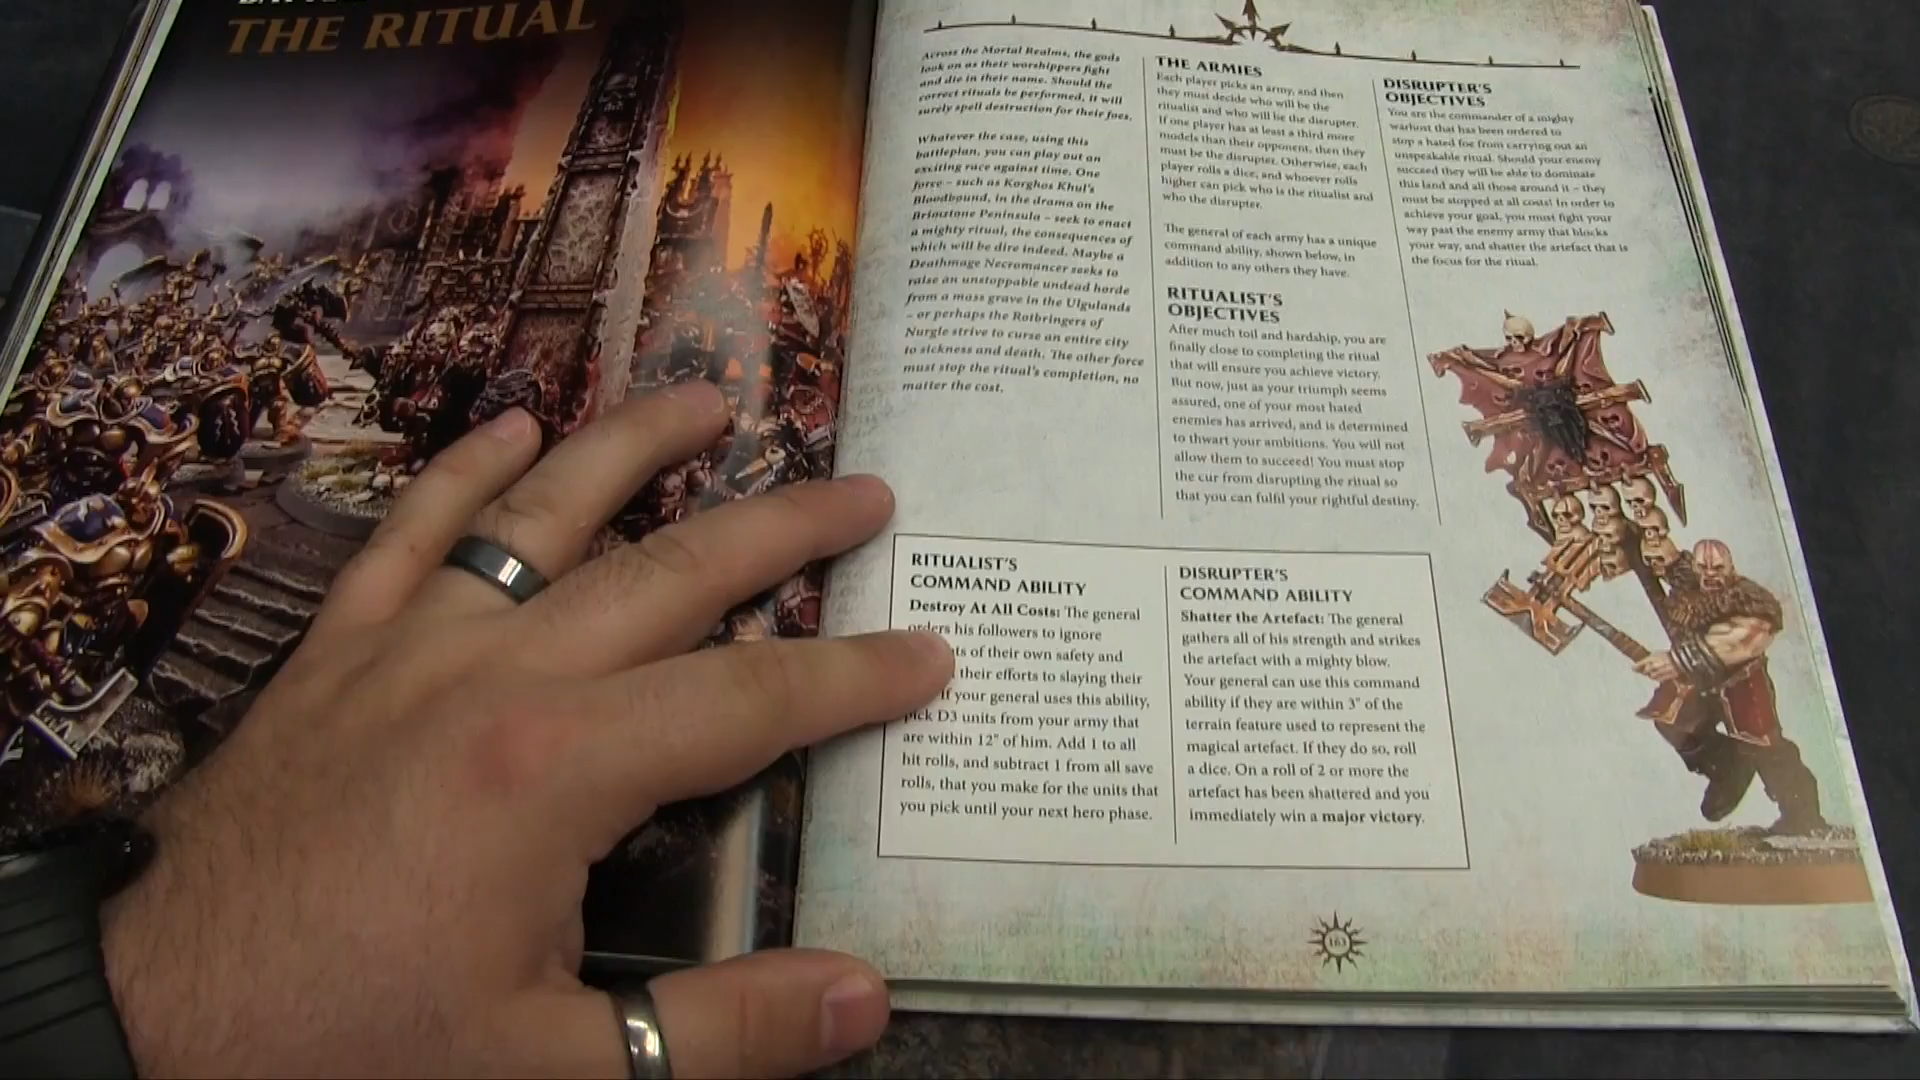 THE RITUAL
Across the Mortal Realms, the gods
look on as their worshippers fight
and die in their name. Should the
correct rituals be performed, it will
surely spell destruction for their foes.
Whatever the case, using this
battleplan, you can play out an
exciting race against time. One
force – such as Korghos Khul's
Bloodbound, in the drama on the
Brimstone Peninsula – seek to enact
a mighty ritual, the consequences of
which will be dire indeed. Maybe a
Deathmage Necromancer seeks to
raise an unstoppable undead horde
from a mass grave in the Ulgulands
– or perhaps the Rotbringers of
Nurgle strive to curse an entire city
to sickness and death. The other force
must stop the ritual's completion, no
matter the cost.
THE ARMIES
Each player picks an army, and then
they must decide who will be the
ritualist and who will be the disrupter.
If one player has at least a third more
models than their opponent, then they
must be the disrupter. Otherwise, each
player rolls a dice, and whoever rolls
higher can pick who is the ritualist and
who the disrupter.
The general of each army has a unique
command ability, shown below, in
addition to any others they have.
RITUALIST'S
OBJECTIVES
After much toil and hardship, you are
finally close to completing the ritual
that will ensure you achieve victory.
But now, just as your triumph seems
assured, one of your most hated
enemies has arrived, and is determined
to thwart your ambitions. You will not
allow them to succeed! You must stop
the cur from disrupting the ritual so
that you can fulfil your rightful destiny.
DISRUPTER'S
OBJECTIVES
You are the commander of a mighty
warhost that has been ordered to
stop a hated foe from carrying out an
unspeakable ritual. Should your enemy
succeed they will be able to dominate
this land and all those around it – they
must be stopped at all costs! In order to
achieve your goal, you must fight your
way past the enemy army that blocks
your way, and shatter the artefact that is
the focus for the ritual.
RITUALIST'S
COMMAND ABILITY
Destroy At All Costs: The general
orders his followers to ignore
of their own safety and
their efforts to slaying their
If your general uses this ability,
pick D3 units from your army that
are within 12" of him. Add 1 to all
hit rolls, and subtract 1 from all save
rolls, that you make for the units that
you pick until your next hero phase.
DISRUPTER'S
COMMAND ABILITY
Shatter the Artefact: The general
gathers all of his strength and strikes
the artefact with a mighty blow.
Your general can use this command
ability if they are within 3" of the
terrain feature used to represent the
magical artefact. If they do so, roll
a dice. On a roll of 2 or more the
artefact has been shattered and you
immediately win a major victory.
163